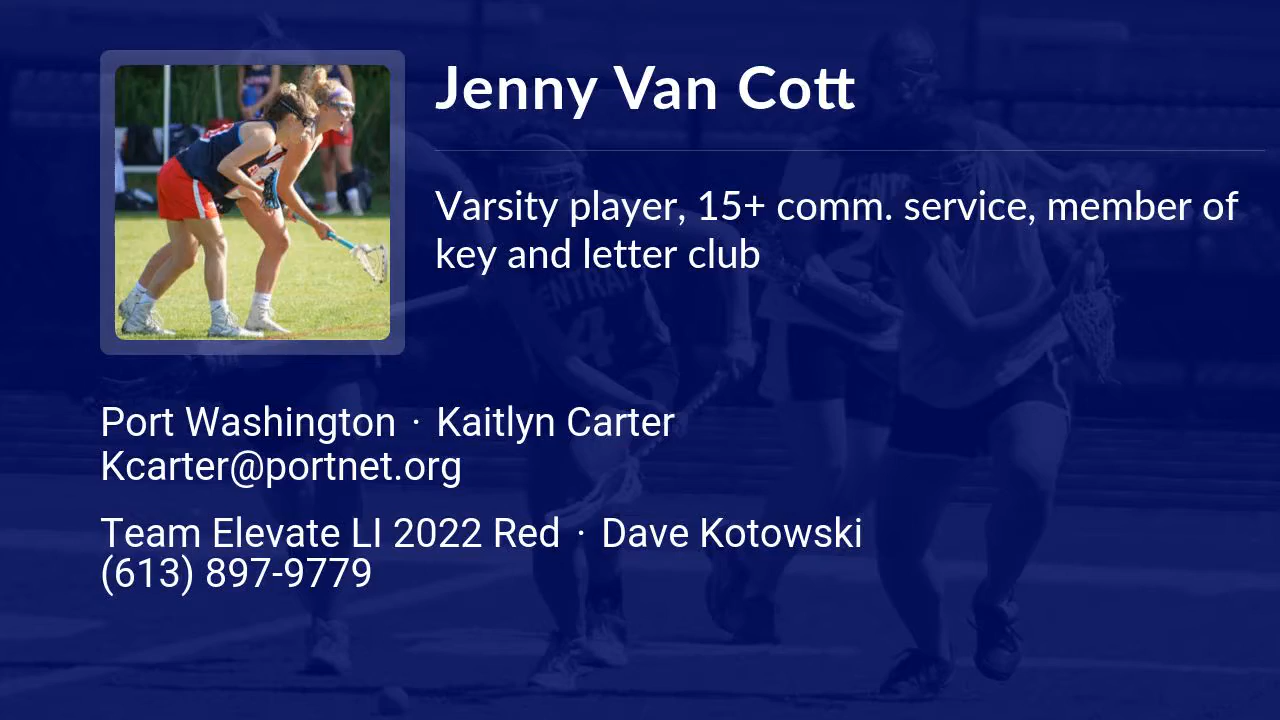 Jenny Van Cott
Varsity player, 15+ comm. service, member of
key and letter club
Port Washington · Kaitlyn Carter
Kcarter@portnet.org
Team Elevate LI 2022 Red · Dave Kotowski
(613) 897-9779